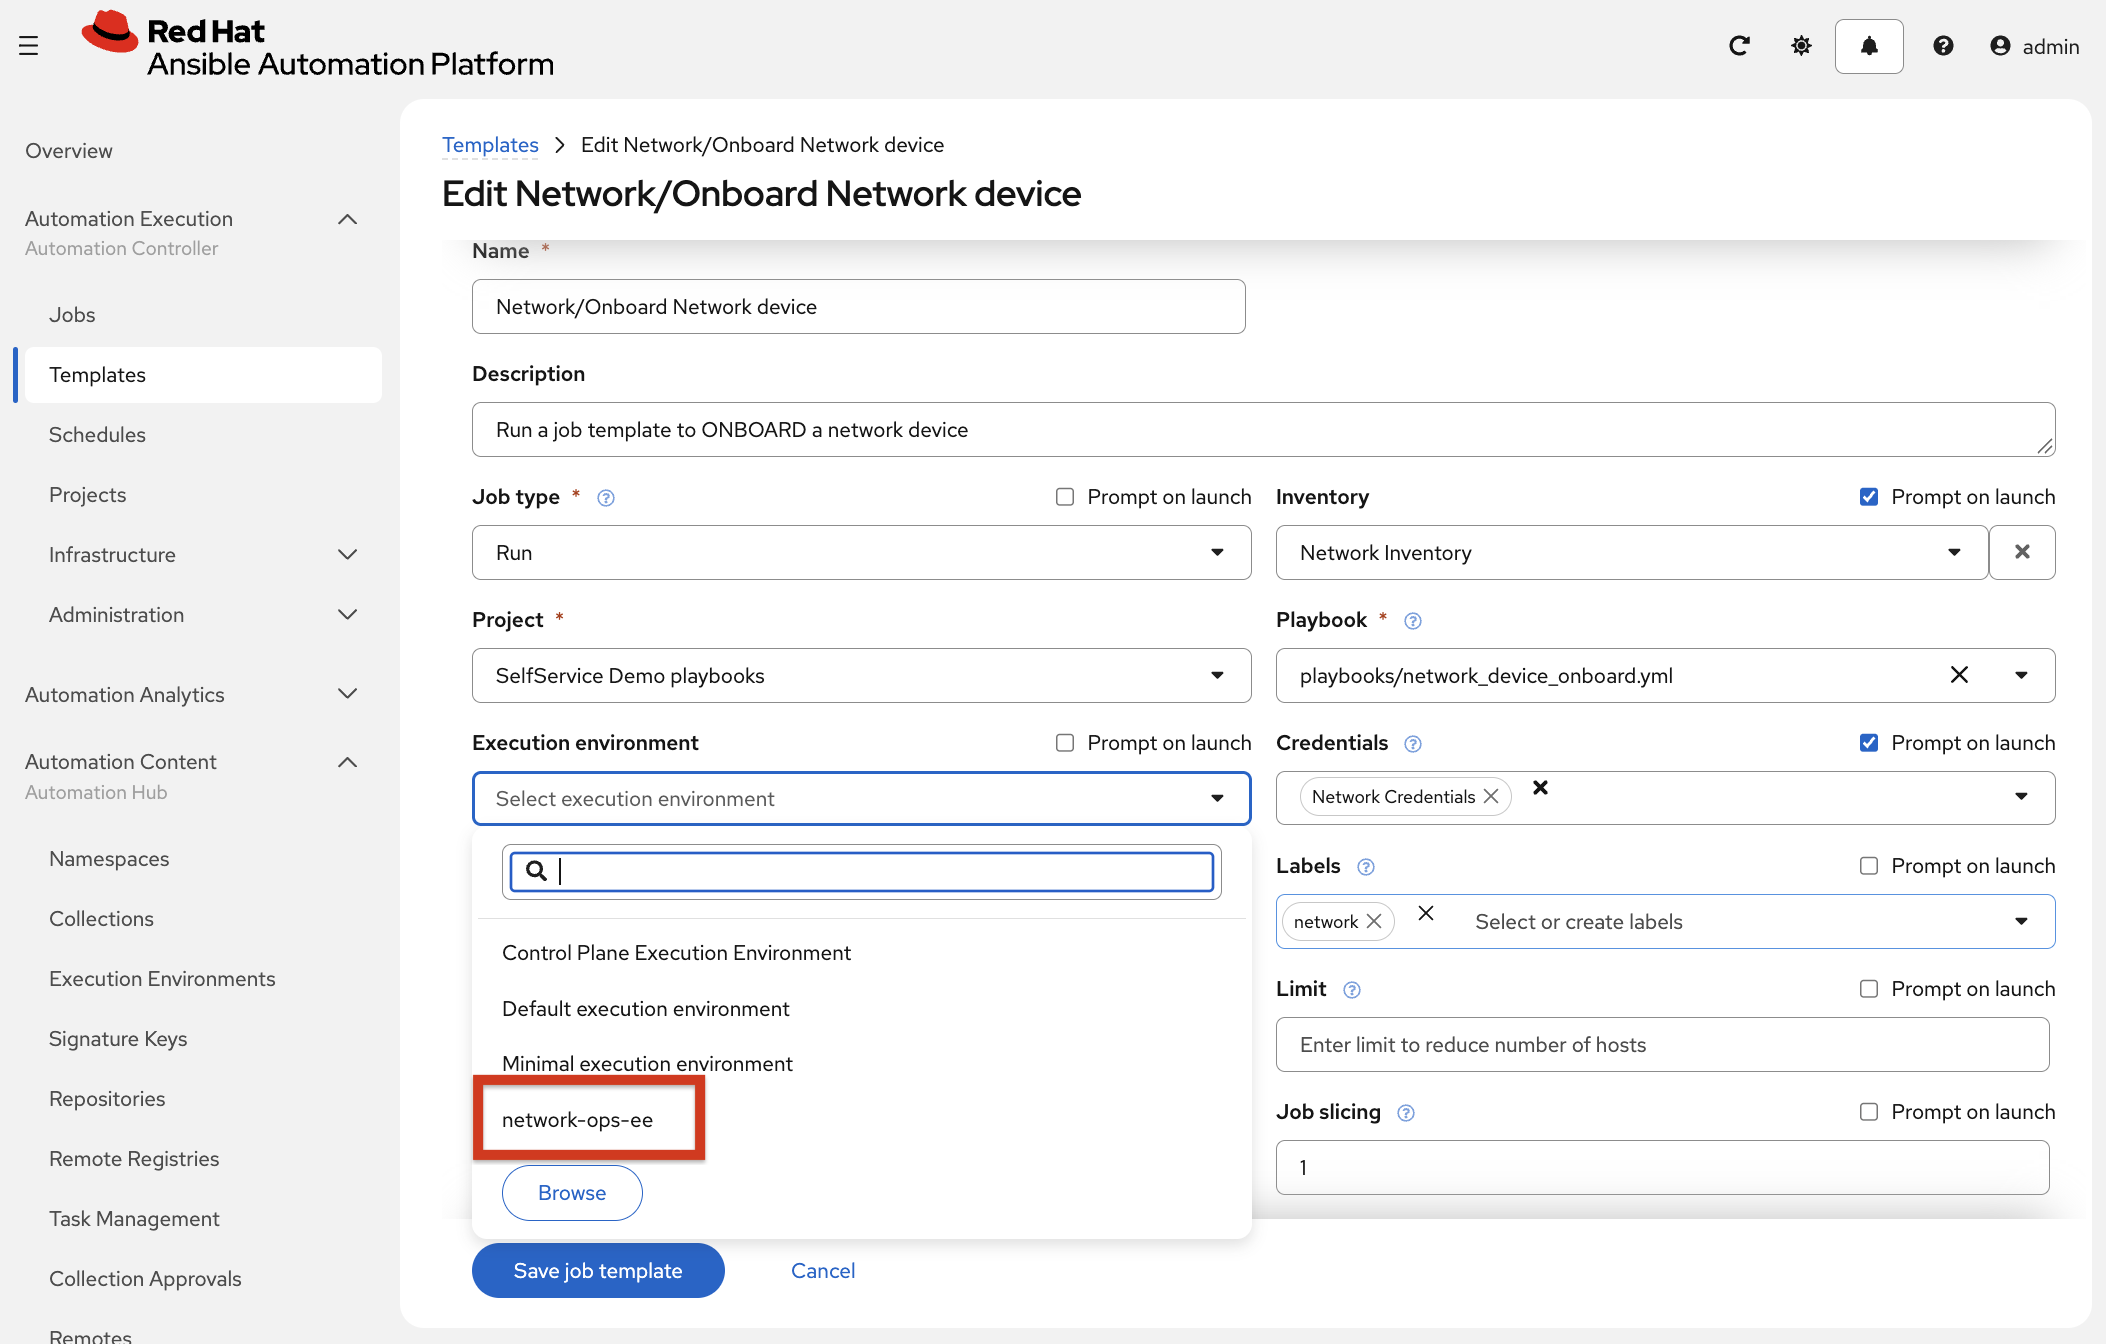 Red Hat
Ansible Automation Platform
admin
Overview
Automation Execution
Automation Controller
Jobs
Templates
Schedules
Projects
Infrastructure
Administration
Automation Analytics
Automation Content
Automation Hub
Namespaces
Collections
Execution Environments
Signature Keys
Repositories
Remote Registries
Task Management
Collection Approvals
Remotes
Templates > Edit Network/Onboard Network device
Edit Network/Onboard Network device
Name *
Network/Onboard Network device
Description
Run a job template to ONBOARD a network device
Job type * Prompt on launch
Run
Inventory Prompt on launch
Network Inventory
Project *
SelfService Demo playbooks
Playbook *
playbooks/network_device_onboard.yml
Execution environment Prompt on launch
Select execution environment
Control Plane Execution Environment
Default execution environment
Minimal execution environment
network-ops-ee
Browse
Credentials Prompt on launch
Network Credentials
Labels Prompt on launch
network Select or create labels
Limit Prompt on launch
Enter limit to reduce number of hosts
Job slicing Prompt on launch
1
Save job template Cancel